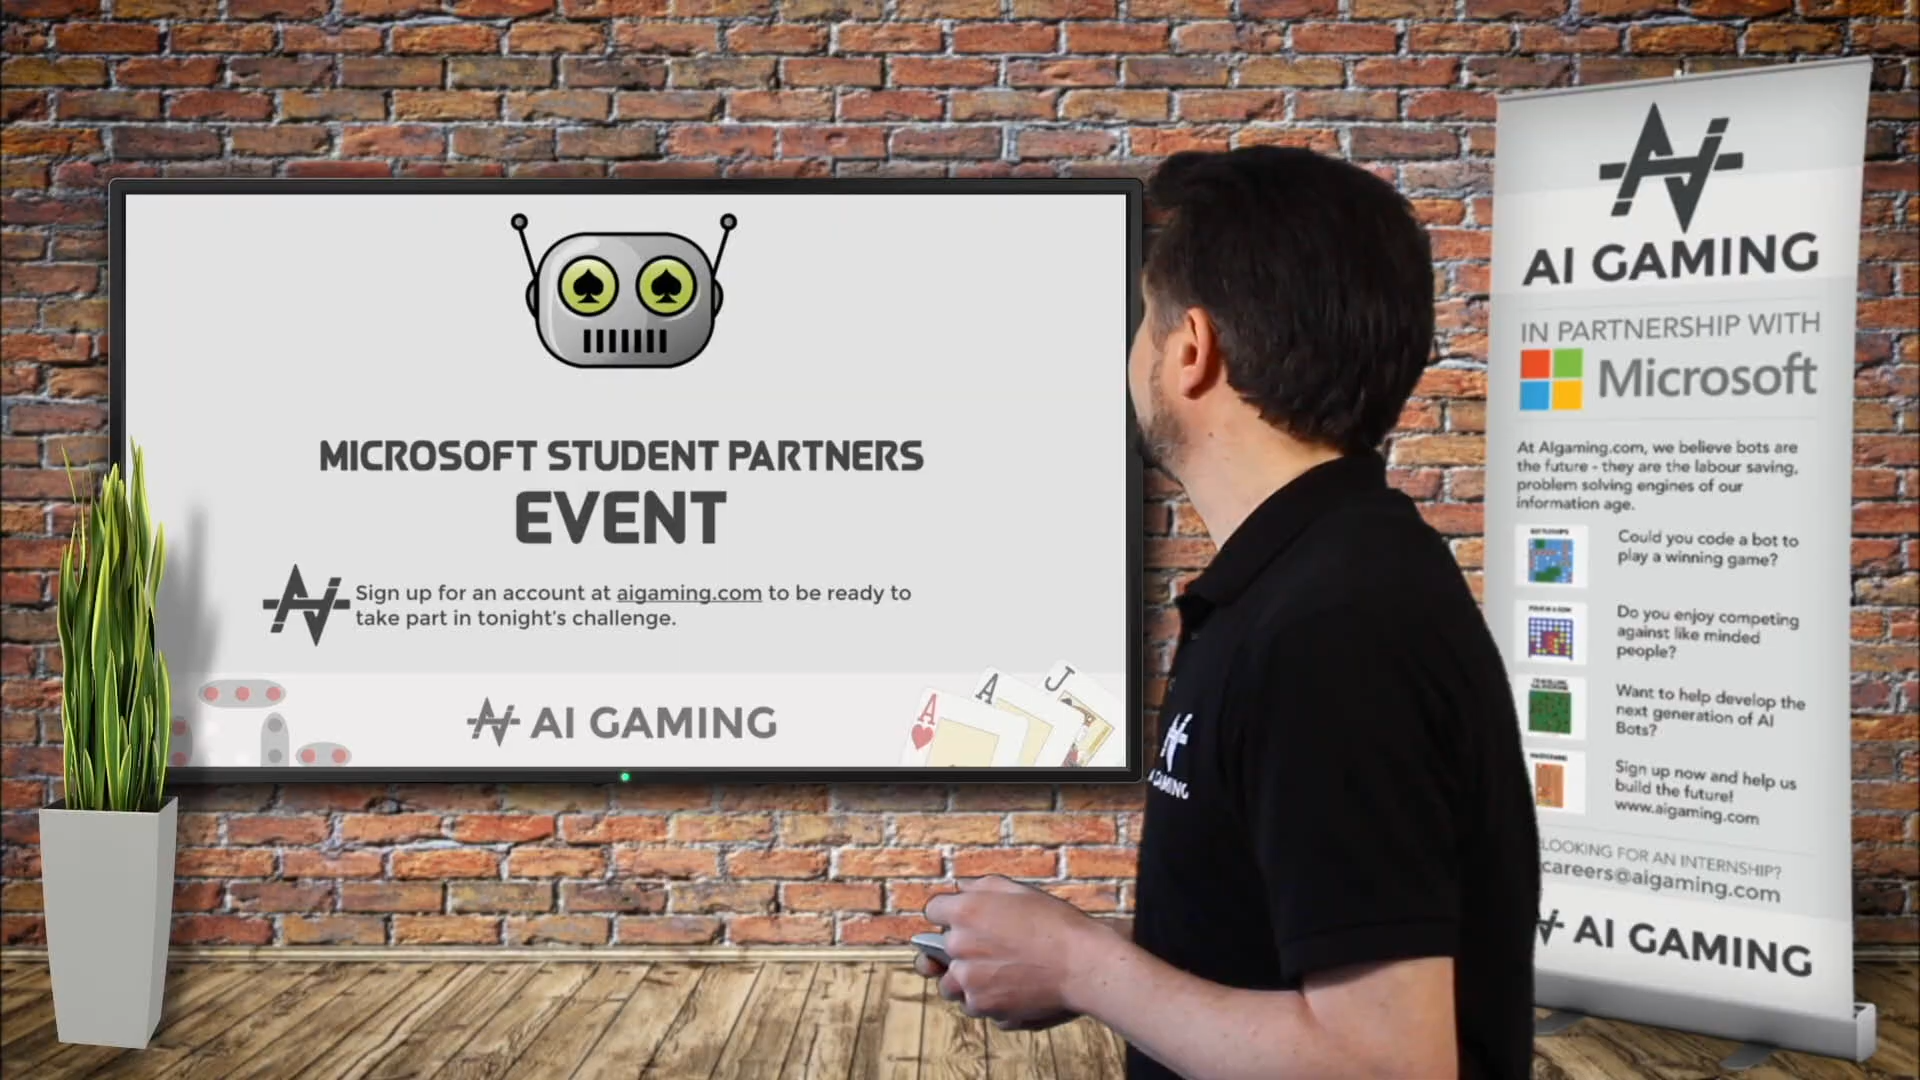 MICROSOFT STUDENT PARTNERS
EVENT
Sign up for an account at aigaming.com to be ready to
take part in tonight's challenge.
AI GAMING
A
A
J
AI GAMING
AI GAMING
IN PARTNERSHIP WITH
Microsoft
At AIgaming.com, we believe bots are
the future - they are the labour saving,
problem solving engines of our
information age.
Could you code a bot to
play a winning game?
Do you enjoy competing
against like minded
people?
Want to help develop the
next generation of AI
Bots?
Sign up now and help us
build the future!
www.aigaming.com
LOOKING FOR AN INTERNSHIP?
careers@aigaming.com
AI GAMING